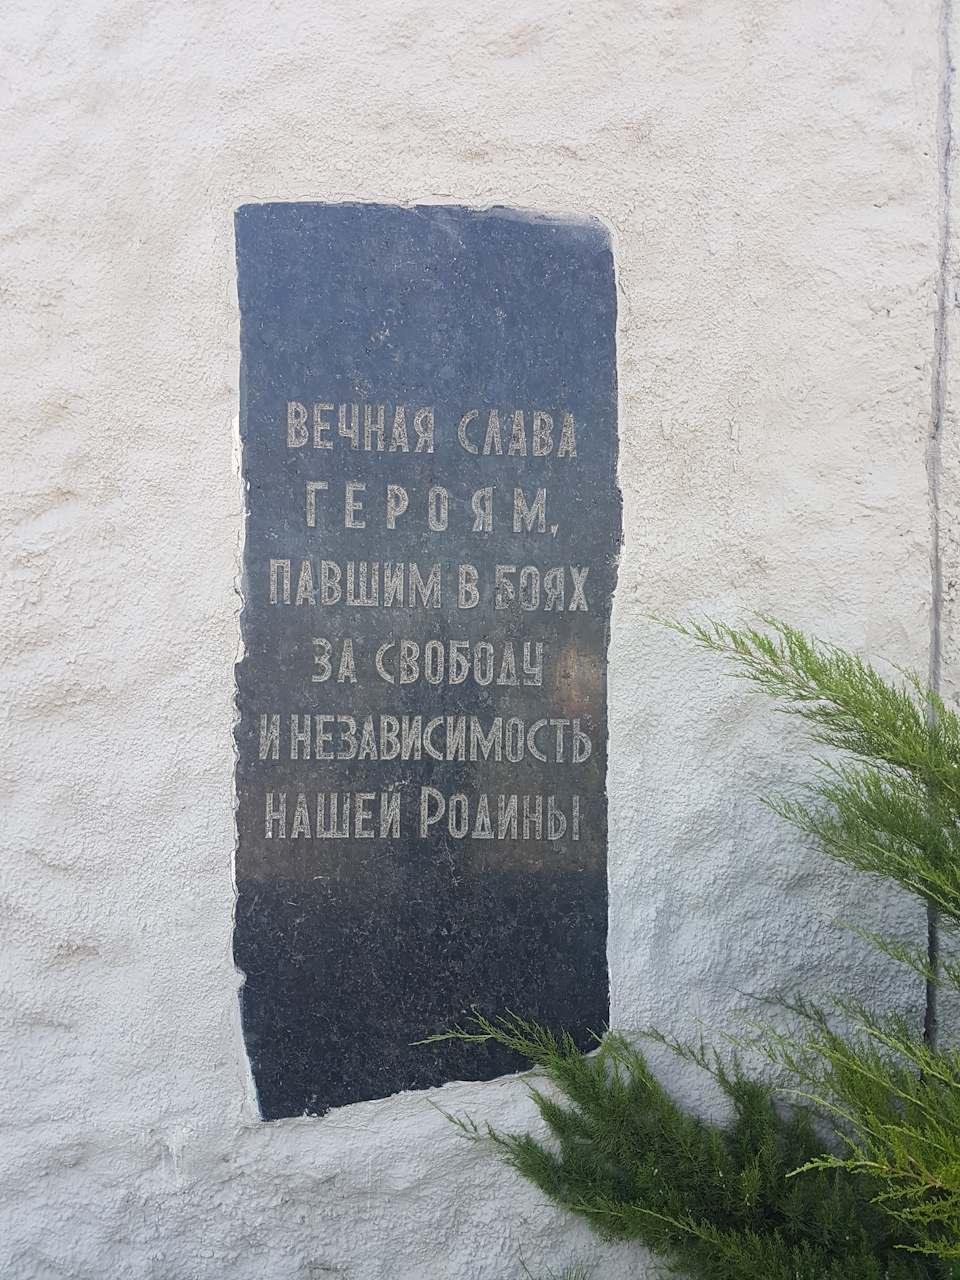 ВЕЧНАЯ СЛАВА
ГЕРОЯМ,
ПАВШИМ В БОЯХ
ЗА СВОБОДУ
И НЕЗАВИСИМОСТЬ
НАШЕЙ РОДИНЫ